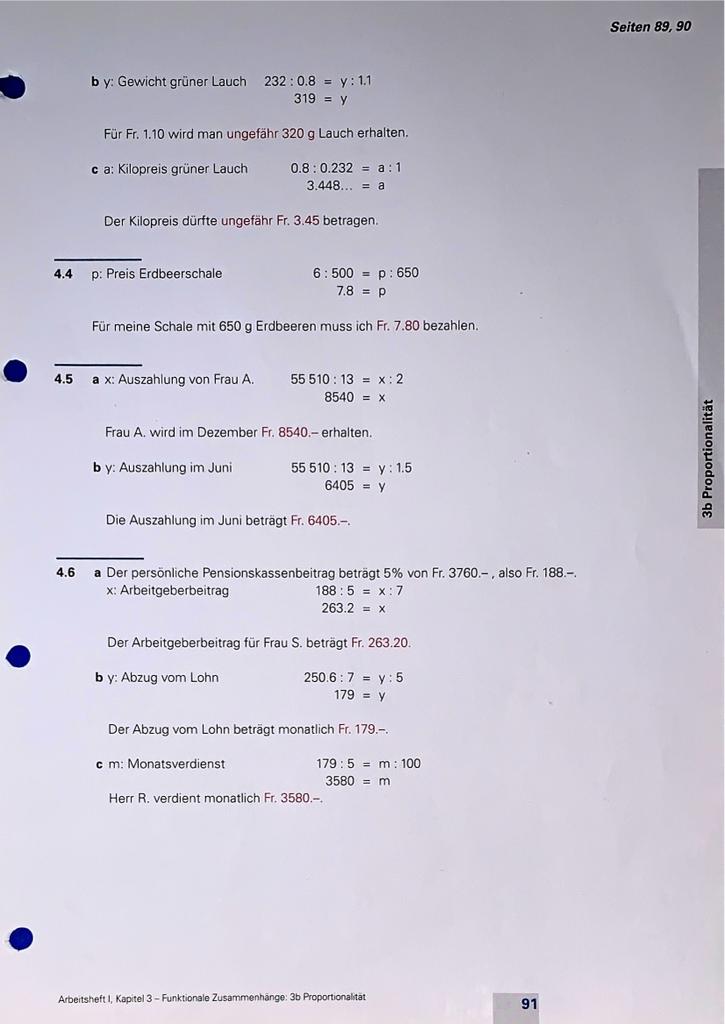 Seiten 89, 90
b y: Gewicht grüner Lauch 232 : 0.8 = y : 1.1
319 = y
Für Fr. 1.10 wird man ungefähr 320 g Lauch erhalten.
c a: Kilopreis grüner Lauch 0.8 : 0.232 = a : 1
3.448... = a
Der Kilopreis dürfte ungefähr Fr. 3.45 betragen.
4.4 p: Preis Erdbeerschale 6 : 500 = p : 650
7.8 = p
Für meine Schale mit 650 g Erdbeeren muss ich Fr. 7.80 bezahlen.
4.5 a x: Auszahlung von Frau A. 55 510 : 13 = x : 2
8540 = x
Frau A. wird im Dezember Fr. 8540.– erhalten.
b y: Auszahlung im Juni 55 510 : 13 = y : 1.5
6405 = y
Die Auszahlung im Juni beträgt Fr. 6405.–.
4.6 a Der persönliche Pensionskassenbeitrag beträgt 5% von Fr. 3760.– , also Fr. 188.–.
x: Arbeitgeberbeitrag 188 : 5 = x : 7
263.2 = x
Der Arbeitgeberbeitrag für Frau S. beträgt Fr. 263.20.
b y: Abzug vom Lohn 250.6 : 7 = y : 5
179 = y
Der Abzug vom Lohn beträgt monatlich Fr. 179.–.
c m: Monatsverdienst 179 : 5 = m : 100
3580 = m
Herr R. verdient monatlich Fr. 3580.–.
3b Proportionalität
Arbeitsheft I, Kapitel 3 – Funktionale Zusammenhänge: 3b Proportionalität
91